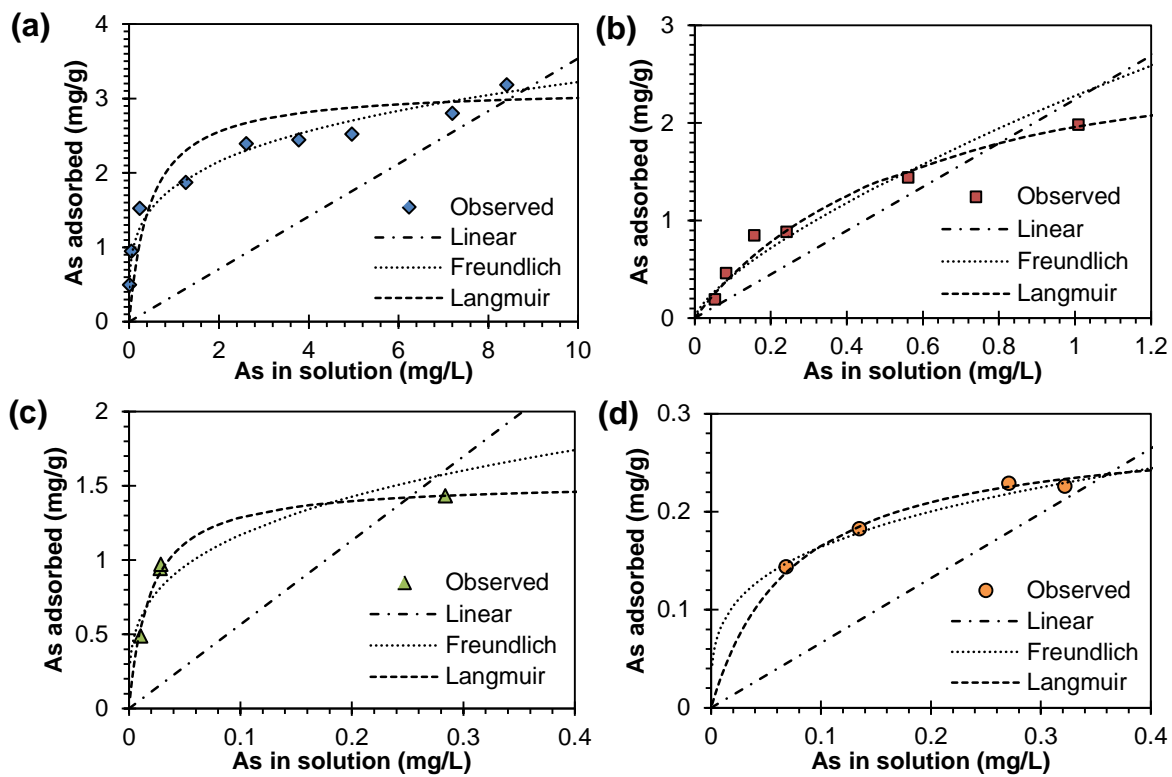 (a)
As adsorbed (mg/g)
4
3
2
1
0
0 2 4 6 8 10
As in solution (mg/L)
Observed
Linear
Freundlich
Langmuir
(b)
As adsorbed (mg/g)
3
2
1
0
0 0.2 0.4 0.6 0.8 1 1.2
As in solution (mg/L)
Observed
Linear
Freundlich
Langmuir
(c)
As adsorbed (mg/g)
2
1.5
1
0.5
0
0 0.1 0.2 0.3 0.4
As in solution (mg/L)
Observed
Linear
Freundlich
Langmuir
(d)
As adsorbed (mg/g)
0.3
0.2
0.1
0
0 0.1 0.2 0.3 0.4
As in solution (mg/L)
Observed
Linear
Freundlich
Langmuir